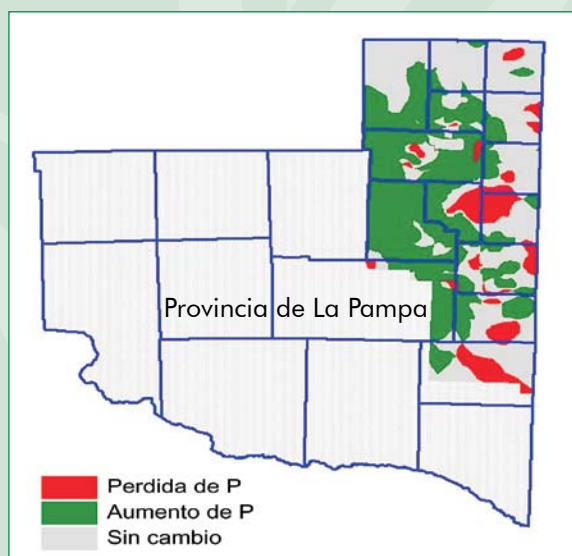 Provincia de La Pampa
Perdida de P
Aumento de P
Sin cambio